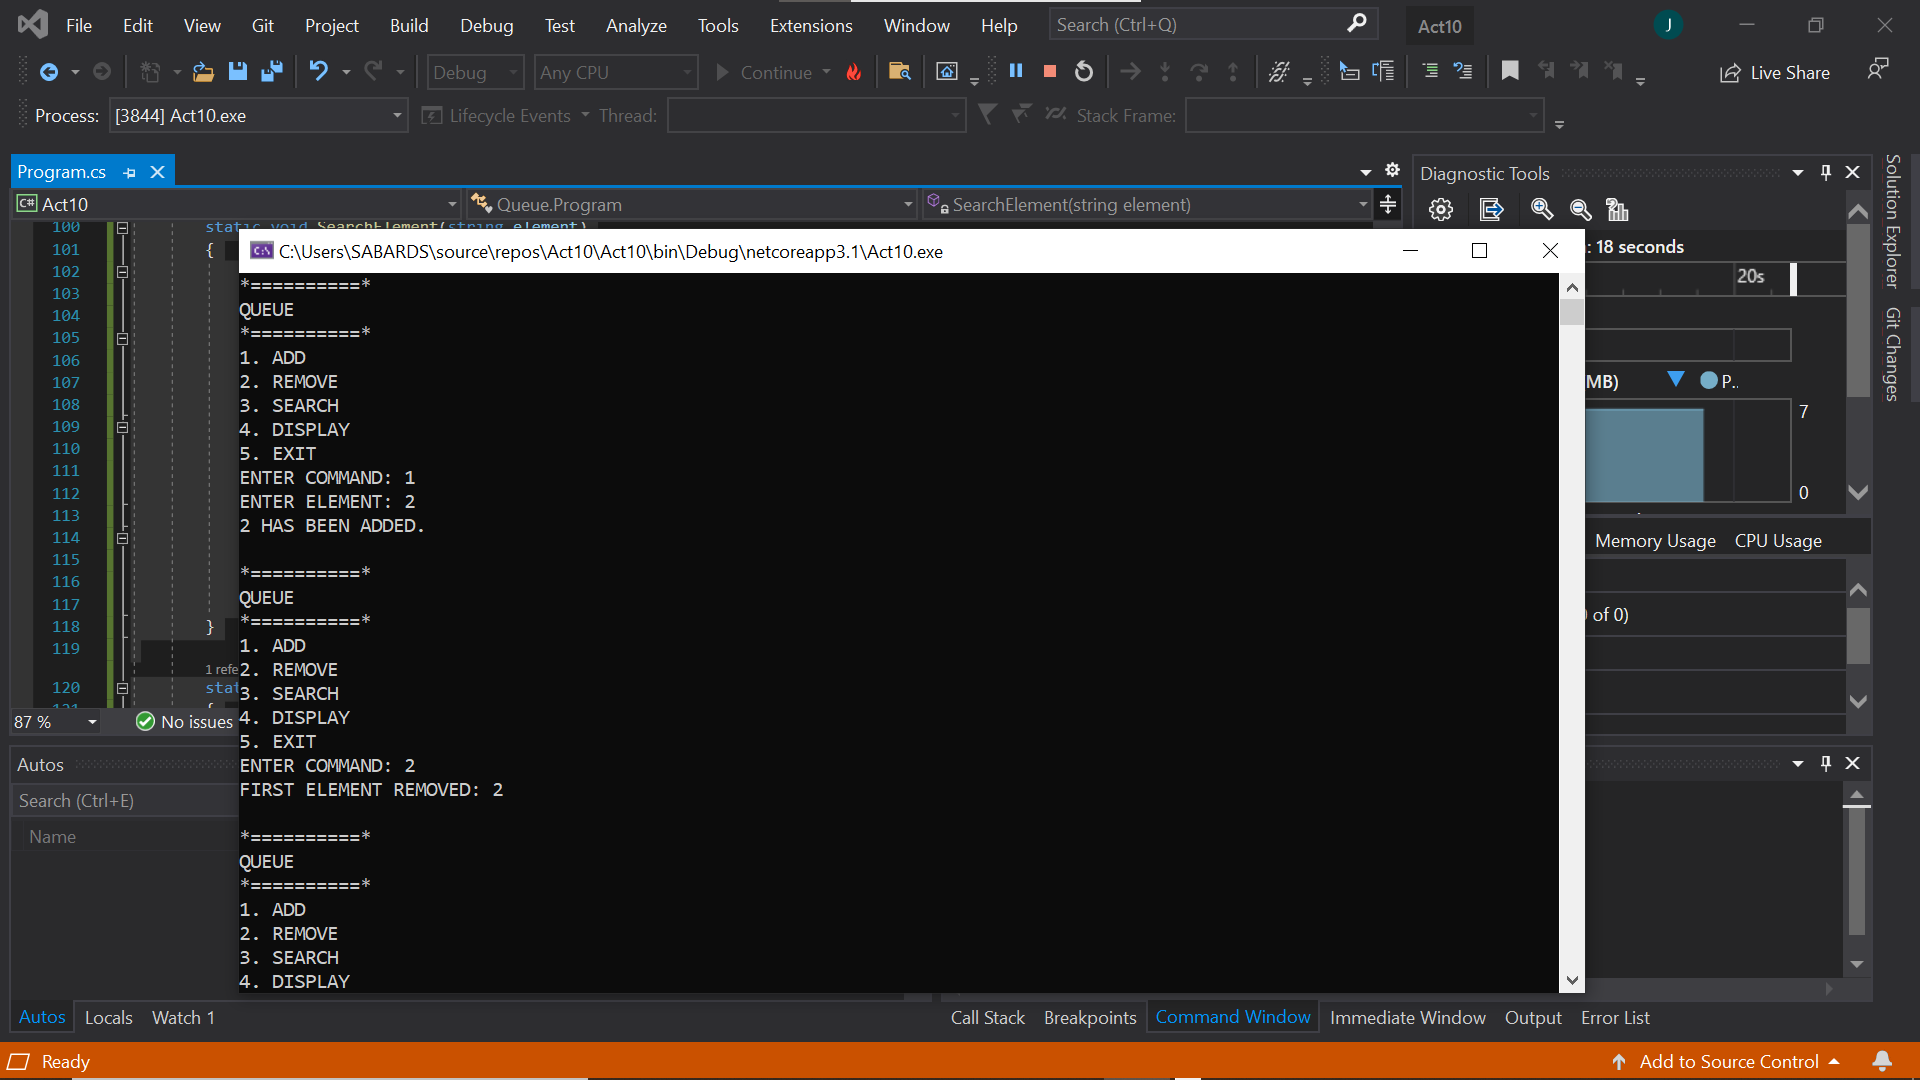 File Edit View Git Project Build Debug Test Analyze Tools Extensions Window Help Search (Ctrl+Q) Act10 J
Debug Any CPU Continue Live Share
Process: [3844] Act10.exe Lifecycle Events Thread: Stack Frame:
Program.cs
C# Act10 Queue.Program SearchElement(string element)
100 static void SearchElement(string element)
101 {
102
103
104
105
106
107
108
109
110
111
112
113
114
115
116
117
118 }
119
1 refe
120 stat
121 {
87 % No issues
C:\Users\SABARDS\source\repos\Act10\Act10\bin\Debug\netcoreapp3.1\Act10.exe
*==========*
QUEUE
*==========*
1. ADD
2. REMOVE
3. SEARCH
4. DISPLAY
5. EXIT
ENTER COMMAND: 1
ENTER ELEMENT: 2
2 HAS BEEN ADDED.
*==========*
QUEUE
*==========*
1. ADD
2. REMOVE
3. SEARCH
4. DISPLAY
5. EXIT
ENTER COMMAND: 2
FIRST ELEMENT REMOVED: 2
*==========*
QUEUE
*==========*
1. ADD
2. REMOVE
3. SEARCH
4. DISPLAY
Diagnostic Tools
: 18 seconds
20s
MB) P..
7
0
Memory Usage CPU Usage
of 0)
Solution Explorer
Git Changes
Autos
Search (Ctrl+E)
Name
Autos Locals Watch 1
Call Stack Breakpoints Command Window Immediate Window Output Error List
Ready Add to Source Control